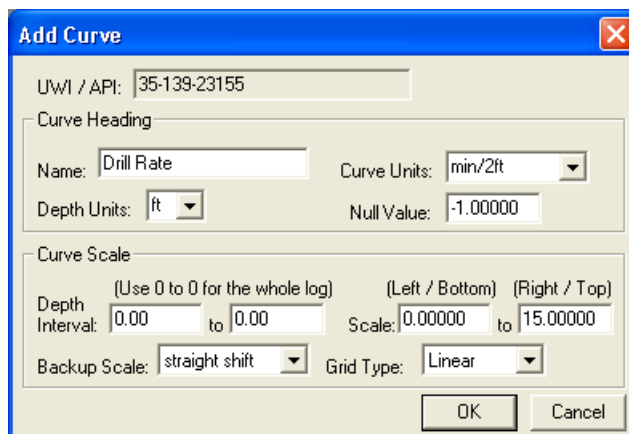 Add Curve
UWI / API: 35-139-23155
Curve Heading
Name: Drill Rate Curve Units: min/2ft
Depth Units: ft Null Value: -1.00000
Curve Scale
(Use 0 to 0 for the whole log) (Left / Bottom) (Right / Top)
Depth Interval: 0.00 to 0.00 Scale: 0.00000 to 15.00000
Backup Scale: straight shift Grid Type: Linear
OK Cancel